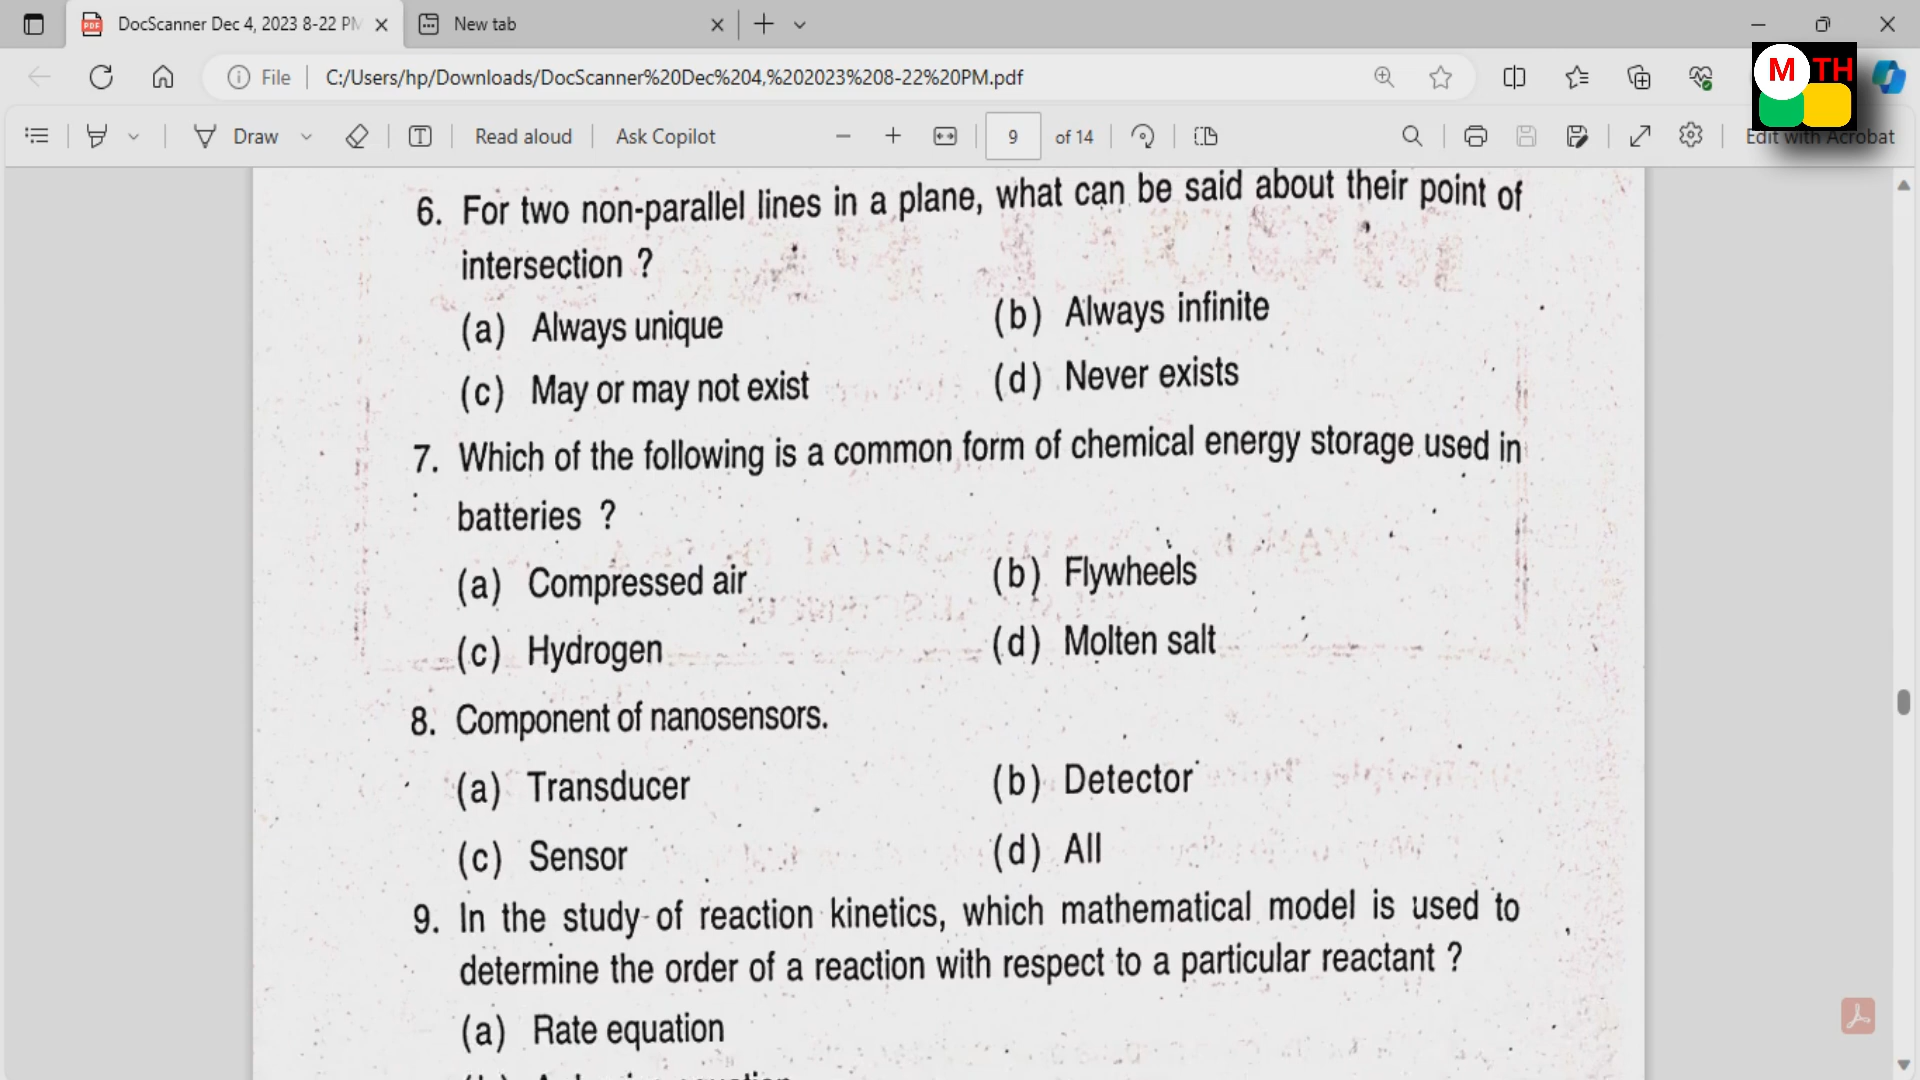 DocScanner Dec 4, 2023 8-22 PM
New tab
File
C:/Users/hp/Downloads/DocScanner%20Dec%204,%202023%208-22%20PM.pdf
M TH
Draw
Read aloud
Ask Copilot
9 of 14
Edit with Acrobat
6. For two non-parallel lines in a plane, what can be said about their point of
intersection ?
(a) Always unique
(b) Always infinite
(c) May or may not exist
(d) Never exists
7. Which of the following is a common form of chemical energy storage used in
batteries ?
(a) Compressed air
(b) Flywheels
(c) Hydrogen
(d) Molten salt
8. Component of nanosensors.
(a) Transducer
(b) Detector
(c) Sensor
(d) All
9. In the study of reaction kinetics, which mathematical model is used to
determine the order of a reaction with respect to a particular reactant ?
(a) Rate equation